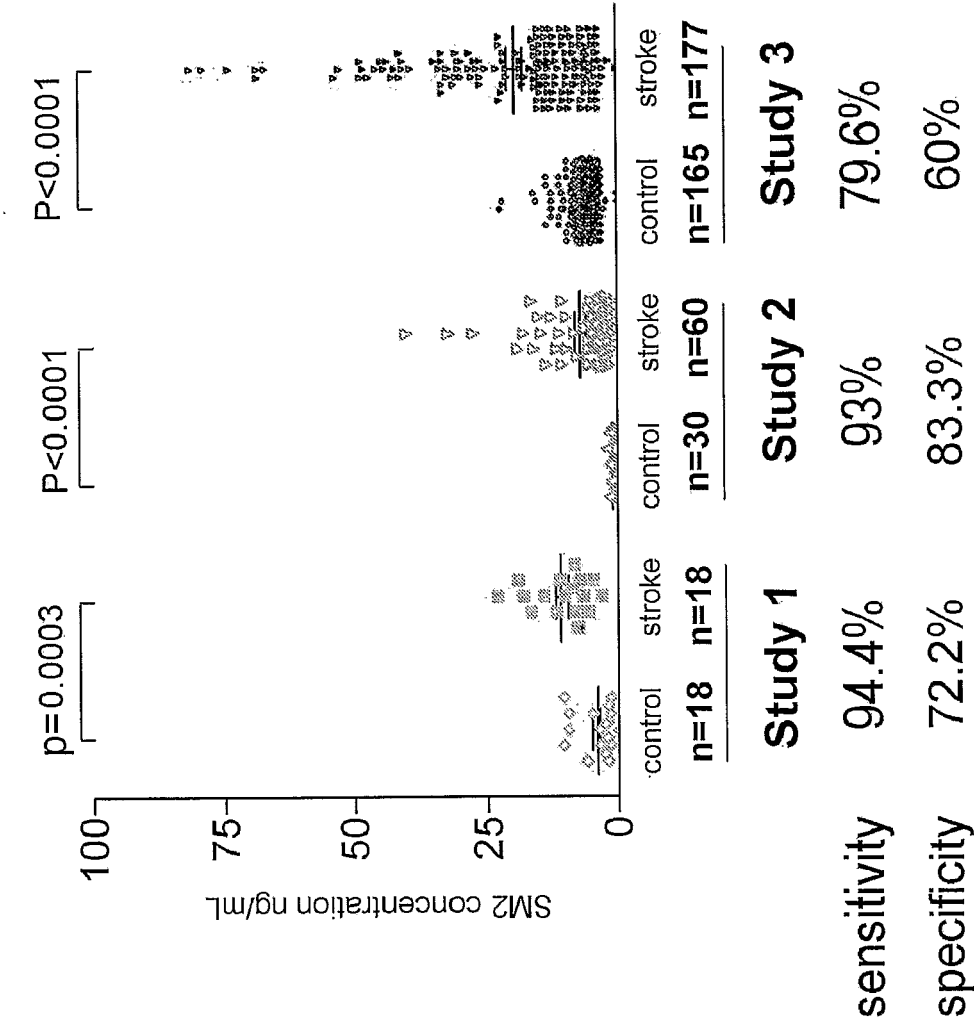 p=0.0003 P<0.0001 P<0.0001
100
75
50
25
0
SM2 concentration ng/mL
control stroke control stroke control stroke
n=18 n=18 n=30 n=60 n=165 n=177
Study 1 Study 2 Study 3
sensitivity 94.4% 93% 79.6%
specificity 72.2% 83.3% 60%